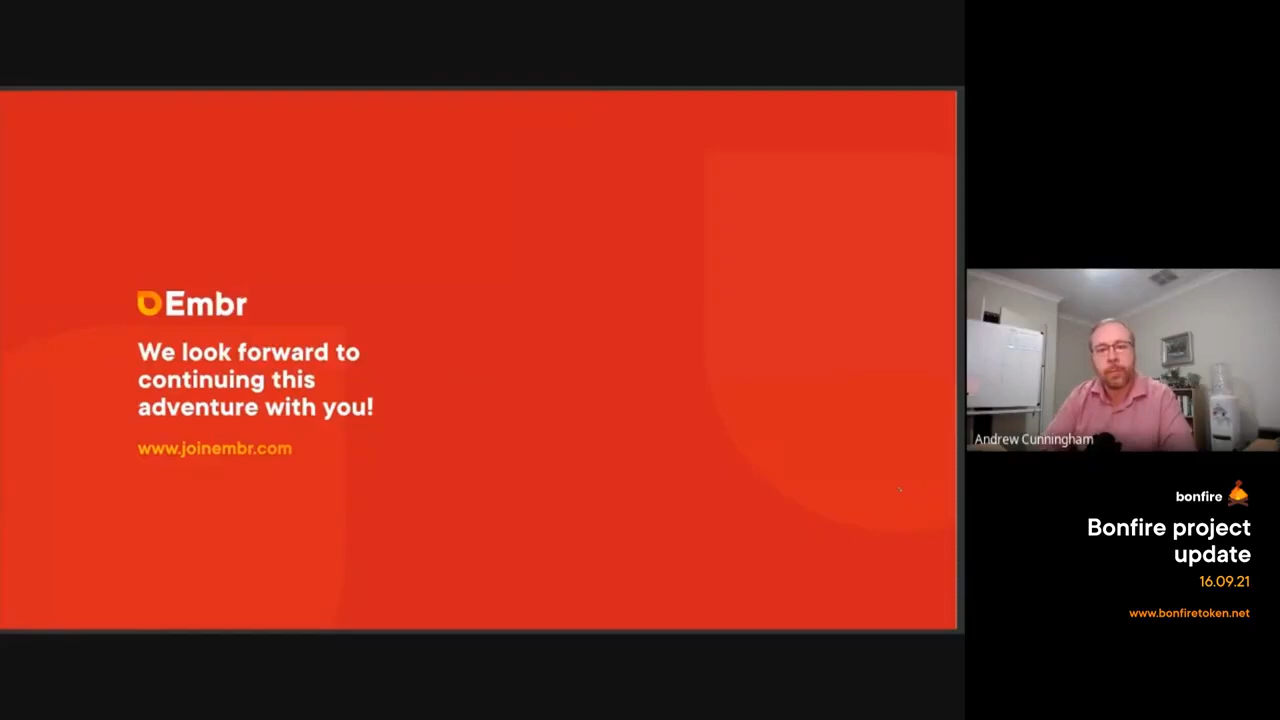 Embr
We look forward to
continuing this
adventure with you!
www.joinembr.com
Andrew Cunningham
bonfire
Bonfire project
update
16.09.21
www.bonfiretoken.net